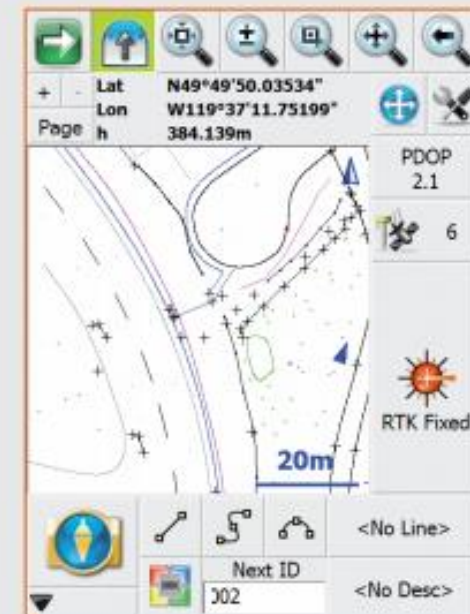 + - Lat N49°49'50.03534"
Lon W119°37'11.75199"
Page h 384.139m
PDOP
2.1
6
RTK Fixed
20m
<No Line>
Next ID
002
<No Desc>